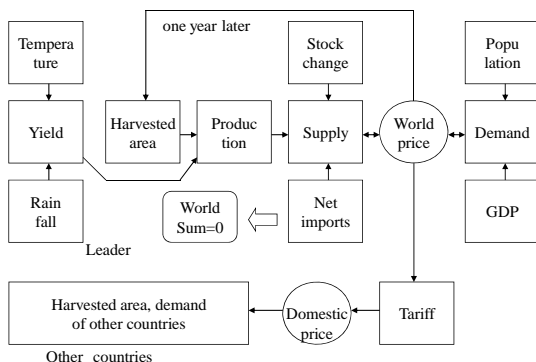 one year later
Tempera
ture
Stock
change
Popu
lation
Yield
Harvested
area
Produc
tion
Supply
World
price
Demand
Rain
fall
World
Sum=0
Net
imports
GDP
Leader
Harvested area, demand
of other countries
Domestic
price
Tariff
Other countries